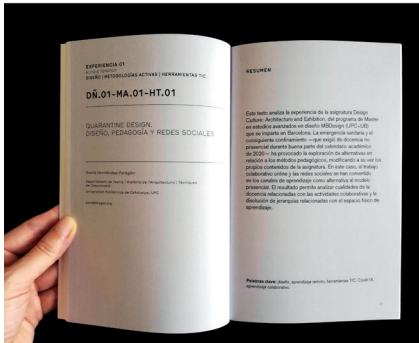 EXPERIENCIA 01
DISEÑO | METODOLOGÍAS ACTIVAS | HERRAMIENTAS TIC
DÑ.01-MA.01-HT.01
QUARANTINE DESIGN.
DISEÑO, PEDAGOGÍA Y REDES SOCIALES
Universitat Politècnica de Catalunya, UPC
RESUMEN
Este texto analiza la experiencia de la asignatura Design
Culture: Architecture and Exhibition, del programa de Máster
en estudios avanzados en diseño MBDesign (UPC-UB)
que se imparte en Barcelona. La emergencia sanitaria y el
consiguiente confinamiento —que exigió de docencia no
presencial durante buena parte del calendario académico
de 2020— ha provocado la exploración de alternativas en
relación a los métodos pedagógicos, modificando a su vez los
propios contenidos de la asignatura. En este caso, el trabajo
colaborativo online y las redes sociales se han convertido
en los canales de aprendizaje como alternativa al modelo
presencial. El resultado permite analizar cualidades de la
docencia relacionadas con las actividades colaborativas y la
disolución de jerarquías relacionadas con el espacio físico de
aprendizaje.
Palabras clave: diseño, aprendizaje remoto, herramientas TIC, Covid-19,
aprendizaje colaborativo.